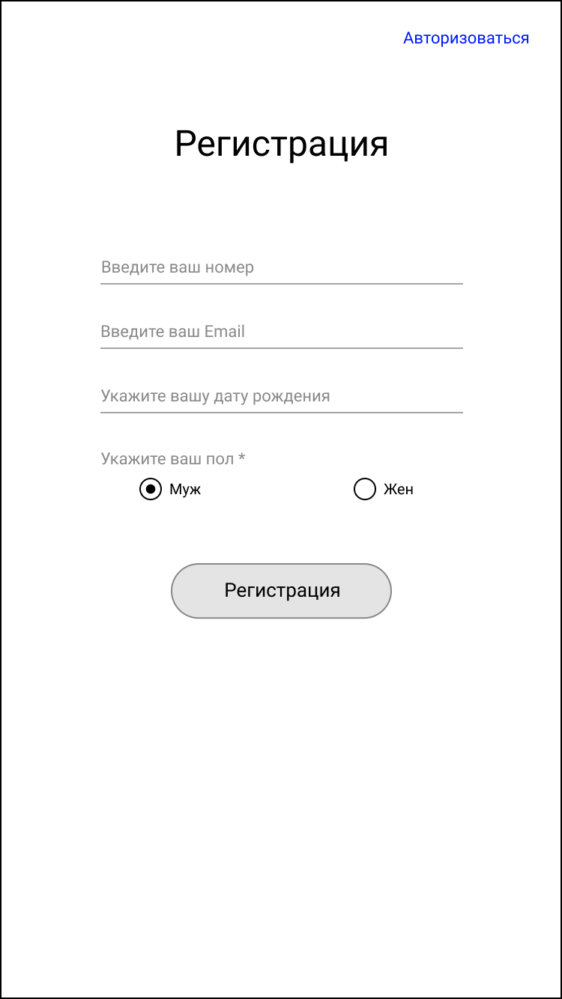 Авторизоваться
Регистрация
Введите ваш номер
Введите ваш Email
Укажите вашу дату рождения
Укажите ваш пол *
Муж Жен
Регистрация